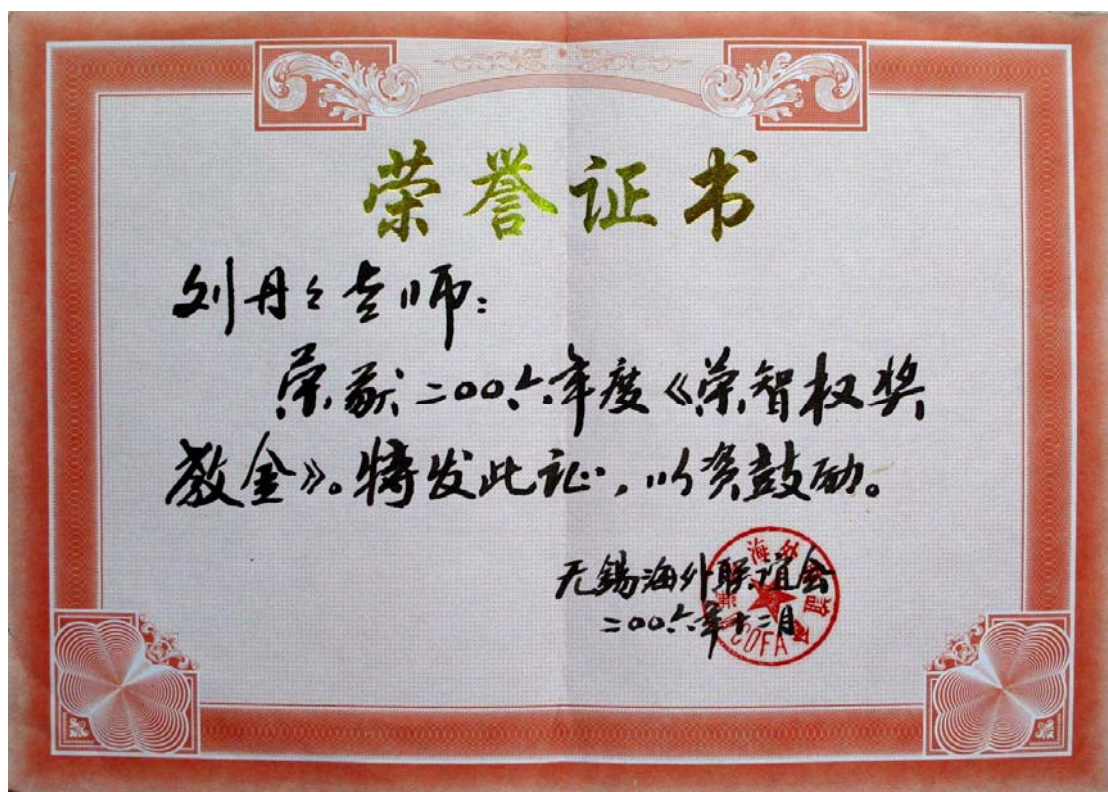 荣誉证书
刘丹々老师:
荣获二〇〇六年度《荣智权奖
教金》。特发此证,以资鼓励。
无錫海外联谊会
二〇〇六年十二月
COFA